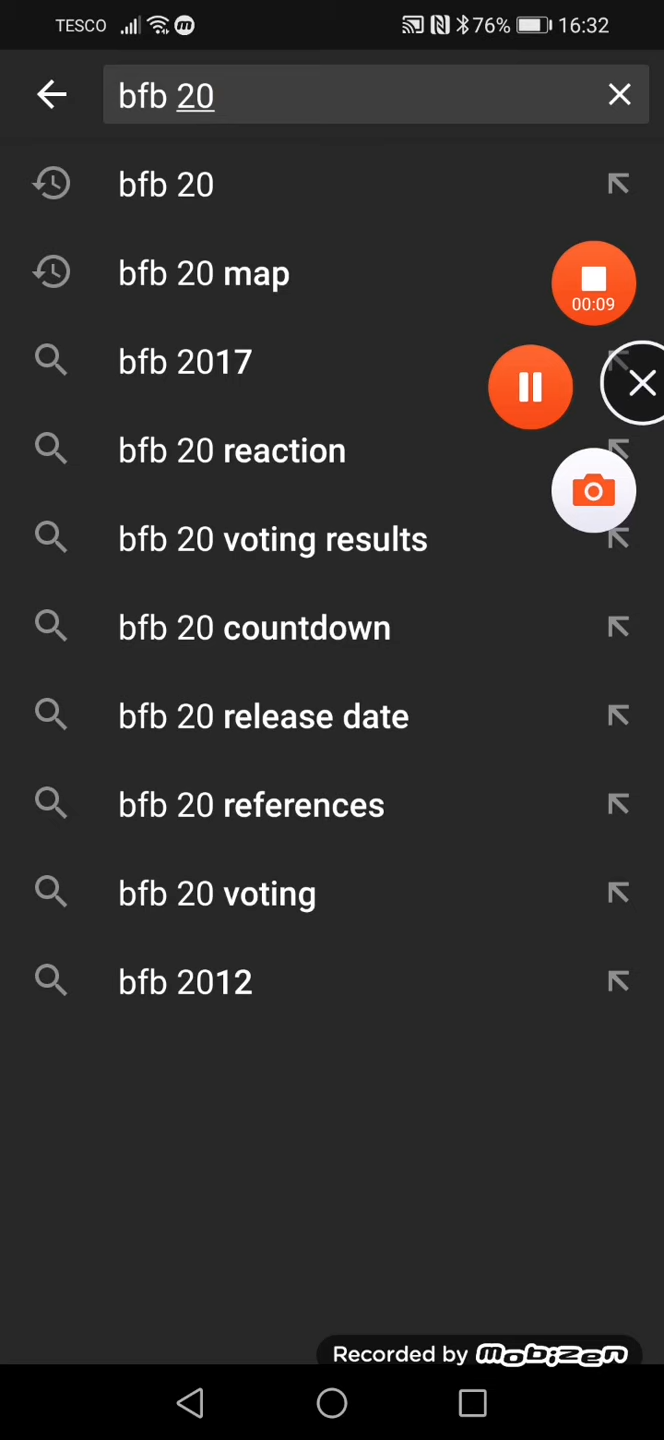 TESCO 76% 16:32
bfb 20
bfb 20
bfb 20 map
00:09
bfb 2017
bfb 20 reaction
bfb 20 voting results
bfb 20 countdown
bfb 20 release date
bfb 20 references
bfb 20 voting
bfb 2012
Recorded by mobizen